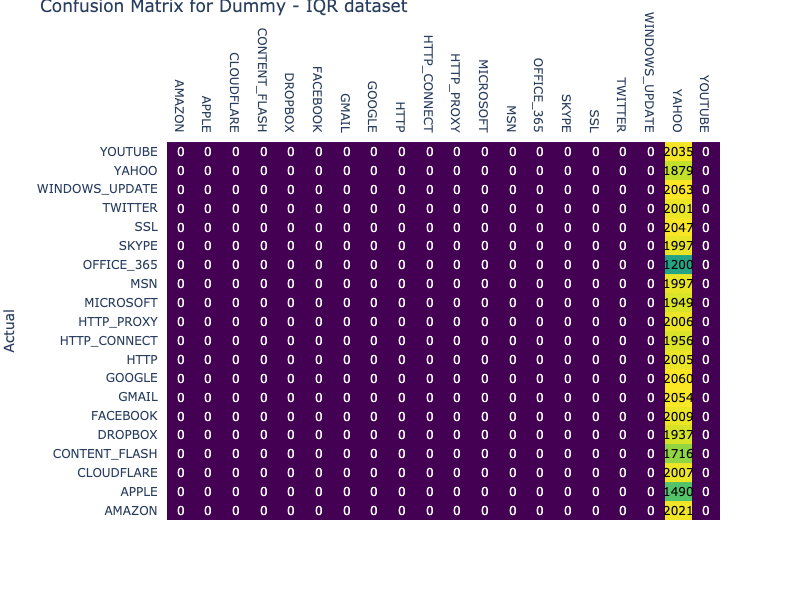 Confusion Matrix for Dummy - IQR dataset
AMAZON APPLE CLOUDFLARE CONTENT_FLASH DROPBOX FACEBOOK GMAIL GOOGLE HTTP HTTP_CONNECT HTTP_PROXY MICROSOFT MSN OFFICE_365 SKYPE SSL TWITTER WINDOWS_UPDATE YAHOO YOUTUBE
YOUTUBE 0 0 0 0 0 0 0 0 0 0 0 0 0 0 0 0 0 0 2035 0
YAHOO 0 0 0 0 0 0 0 0 0 0 0 0 0 0 0 0 0 0 1879 0
WINDOWS_UPDATE 0 0 0 0 0 0 0 0 0 0 0 0 0 0 0 0 0 0 2063 0
TWITTER 0 0 0 0 0 0 0 0 0 0 0 0 0 0 0 0 0 0 2001 0
SSL 0 0 0 0 0 0 0 0 0 0 0 0 0 0 0 0 0 0 2047 0
SKYPE 0 0 0 0 0 0 0 0 0 0 0 0 0 0 0 0 0 0 1997 0
OFFICE_365 0 0 0 0 0 0 0 0 0 0 0 0 0 0 0 0 0 0 1200 0
MSN 0 0 0 0 0 0 0 0 0 0 0 0 0 0 0 0 0 0 1997 0
MICROSOFT 0 0 0 0 0 0 0 0 0 0 0 0 0 0 0 0 0 0 1949 0
HTTP_PROXY 0 0 0 0 0 0 0 0 0 0 0 0 0 0 0 0 0 0 2006 0
HTTP_CONNECT 0 0 0 0 0 0 0 0 0 0 0 0 0 0 0 0 0 0 1956 0
HTTP 0 0 0 0 0 0 0 0 0 0 0 0 0 0 0 0 0 0 2005 0
GOOGLE 0 0 0 0 0 0 0 0 0 0 0 0 0 0 0 0 0 0 2060 0
GMAIL 0 0 0 0 0 0 0 0 0 0 0 0 0 0 0 0 0 0 2054 0
FACEBOOK 0 0 0 0 0 0 0 0 0 0 0 0 0 0 0 0 0 0 2009 0
DROPBOX 0 0 0 0 0 0 0 0 0 0 0 0 0 0 0 0 0 0 1937 0
CONTENT_FLASH 0 0 0 0 0 0 0 0 0 0 0 0 0 0 0 0 0 0 1716 0
CLOUDFLARE 0 0 0 0 0 0 0 0 0 0 0 0 0 0 0 0 0 0 2007 0
APPLE 0 0 0 0 0 0 0 0 0 0 0 0 0 0 0 0 0 0 1490 0
AMAZON 0 0 0 0 0 0 0 0 0 0 0 0 0 0 0 0 0 0 2021 0
Actual